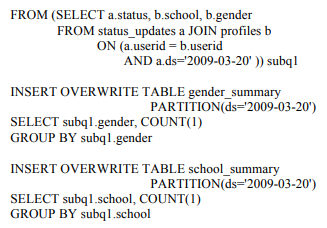 FROM (SELECT a.status, b.school, b.gender
FROM status_updates a JOIN profiles b
ON (a.userid = b.userid
AND a.ds='2009-03-20' )) subq1
INSERT OVERWRITE TABLE gender_summary
PARTITION(ds='2009-03-20')
SELECT subq1.gender, COUNT(1)
GROUP BY subq1.gender
INSERT OVERWRITE TABLE school_summary
PARTITION(ds='2009-03-20')
SELECT subq1.school, COUNT(1)
GROUP BY subq1.school